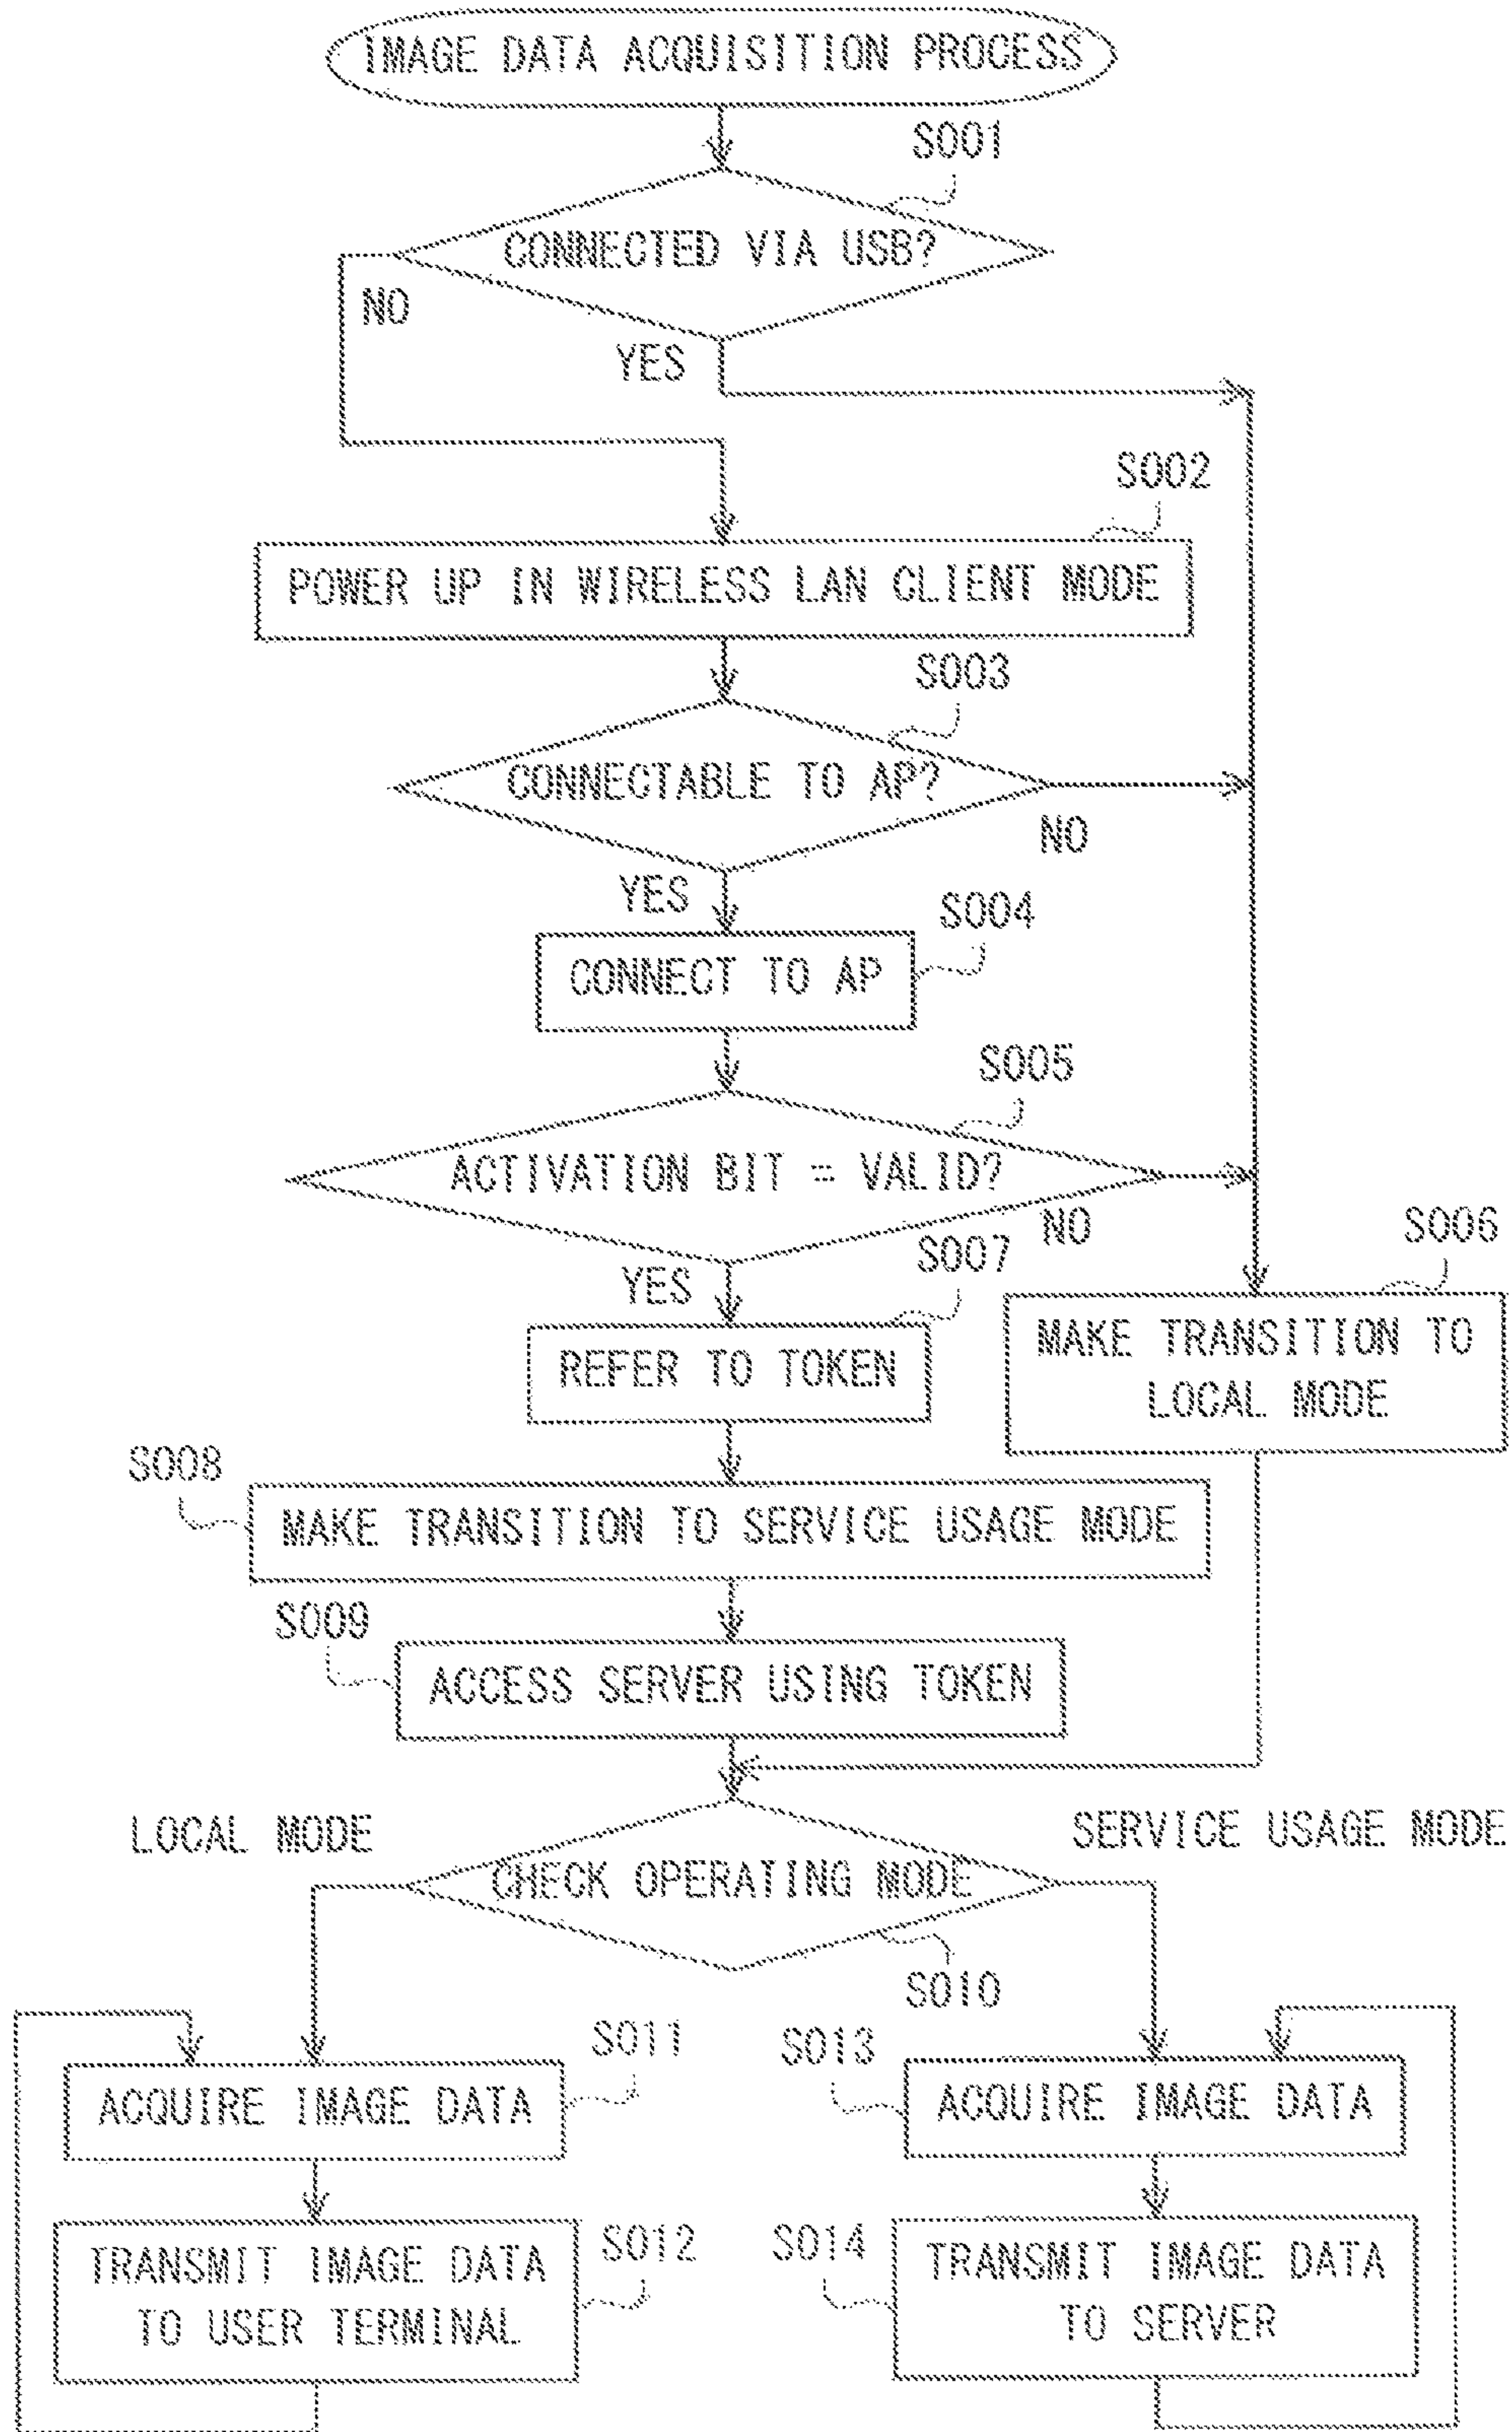 IMAGE DATA ACQUISITION PROCESS
S001
CONNECTED VIA USB?
NO
YES
S002
POWER UP IN WIRELESS LAN CLIENT MODE
S003
CONNECTABLE TO AP?
NO
YES
S004
CONNECT TO AP
S005
ACTIVATION BIT = VALID?
NO
YES
S007
REFER TO TOKEN
S006
MAKE TRANSITION TO
LOCAL MODE
S008
MAKE TRANSITION TO SERVICE USAGE MODE
S009
ACCESS SERVER USING TOKEN
LOCAL MODE
SERVICE USAGE MODE
CHECK OPERATING MODE
S010
S011
ACQUIRE IMAGE DATA
S013
ACQUIRE IMAGE DATA
S012
TRANSMIT IMAGE DATA
TO USER TERMINAL
S014
TRANSMIT IMAGE DATA
TO SERVER